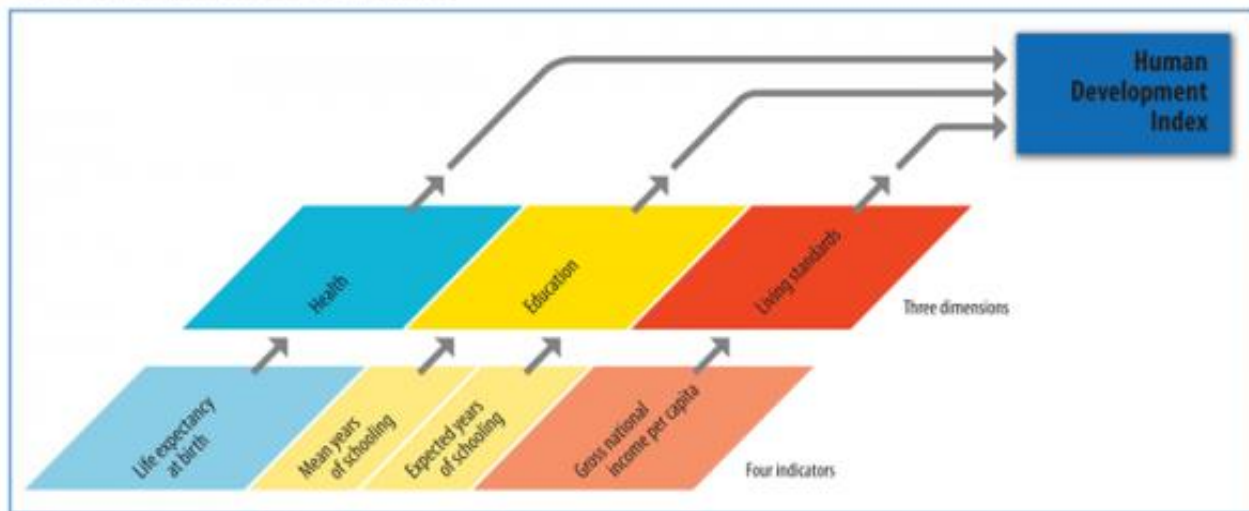 Human
Development
Index
Health
Education
Living standards
Three dimensions
Life expectancy
at birth
Mean years
of schooling
Expected years
of schooling
Gross national
income per capita
Four indicators